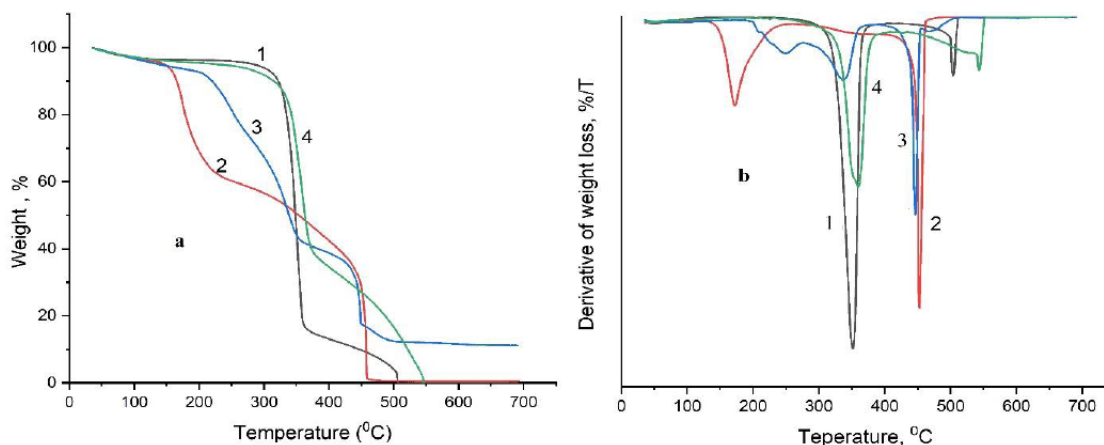 100
80
60
40
20
0
Weight , %
1
2
3
4
a
0 100 200 300 400 500 600 700
Temperature (⁰C)
Derivative of weight loss, %/T
1
2
3
4
b
0 100 200 300 400 500 600 700
Teperature, ⁰C